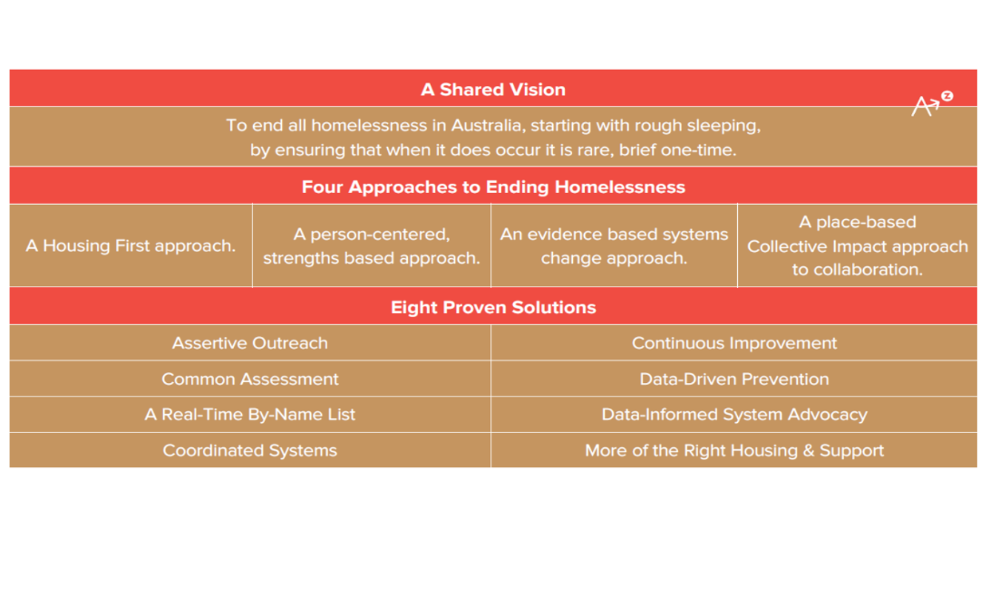 A Shared Vision
A z
To end all homelessness in Australia, starting with rough sleeping,
by ensuring that when it does occur it is rare, brief one-time.
Four Approaches to Ending Homelessness
A Housing First approach.
A person-centered,
strengths based approach.
An evidence based systems
change approach.
A place-based
Collective Impact approach
to collaboration.
Eight Proven Solutions
Assertive Outreach
Continuous Improvement
Common Assessment
Data-Driven Prevention
A Real-Time By-Name List
Data-Informed System Advocacy
Coordinated Systems
More of the Right Housing & Support